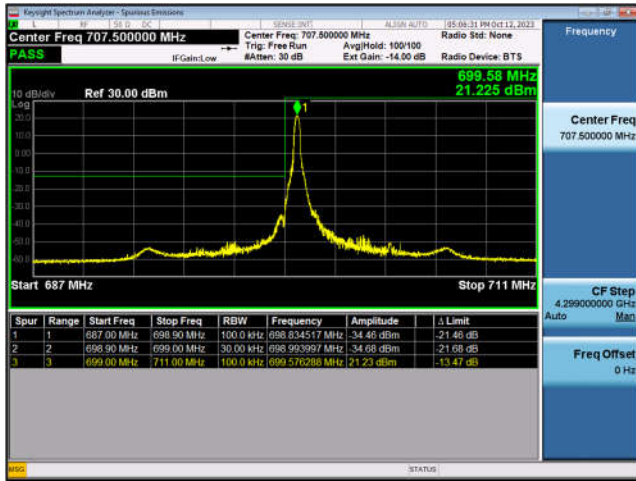 Keysight Spectrum Analyzer - Spurious Emissions
L RF 50 Ω DC SENSE:INT ALIGN AUTO 05:06:31 PM Oct 12, 2023
Center Freq 707.500000 MHz
Center Freq: 707.500000 MHz Radio Std: None
Trig: Free Run Avg|Hold: 100/100
PASS IFGain:Low #Atten: 30 dB Ext Gain: -14.00 dB Radio Device: BTS
699.58 MHz
10 dB/div Ref 30.00 dBm 21.225 dBm
Log
20.0
10.0
0.00
-10.0
-20.0
-30.0
-40.0
-50.0
-60.0
1
Start 687 MHz Stop 711 MHz
Spur Range Start Freq Stop Freq RBW Frequency Amplitude Δ Limit
1 1 687.00 MHz 698.90 MHz 100.0 kHz 698.834517 MHz -34.46 dBm -21.46 dB
2 2 698.90 MHz 699.00 MHz 30.00 kHz 698.993997 MHz -34.68 dBm -21.68 dB
3 3 699.00 MHz 711.00 MHz 100.0 kHz 699.576288 MHz 21.23 dBm -13.47 dB
MSG STATUS
Frequency
Center Freq
707.500000 MHz
CF Step
4.299000000 GHz
Auto Man
Freq Offset
0 Hz